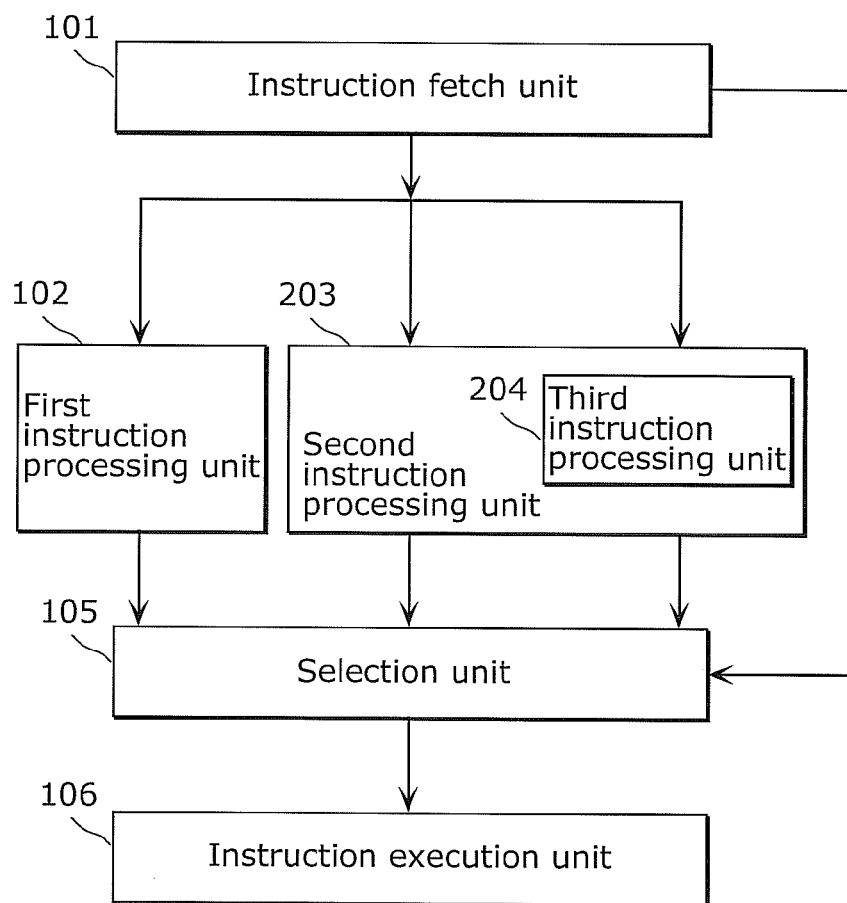 101
Instruction fetch unit
102
203
First
instruction
processing unit
204
Third
instruction
processing unit
Second
instruction
processing unit
105
Selection unit
106
Instruction execution unit